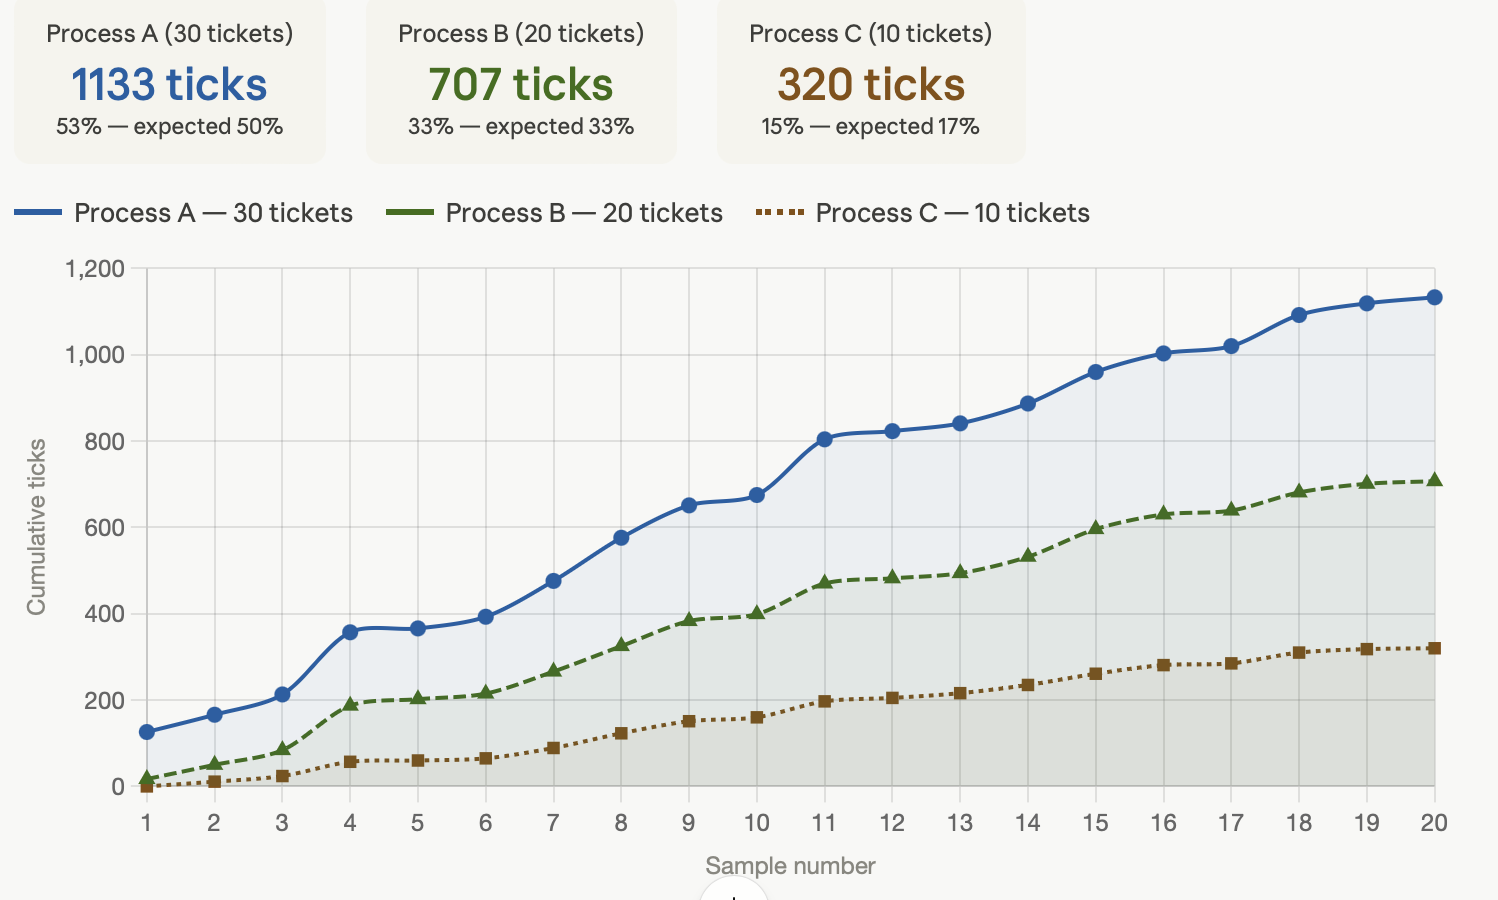 Process A (30 tickets)
1133 ticks
53% — expected 50%
Process B (20 tickets)
707 ticks
33% — expected 33%
Process C (10 tickets)
320 ticks
15% — expected 17%
Process A — 30 tickets
Process B — 20 tickets
Process C — 10 tickets
1,200
1,000
800
600
400
200
0
Cumulative ticks
1 2 3 4 5 6 7 8 9 10 11 12 13 14 15 16 17 18 19 20
Sample number